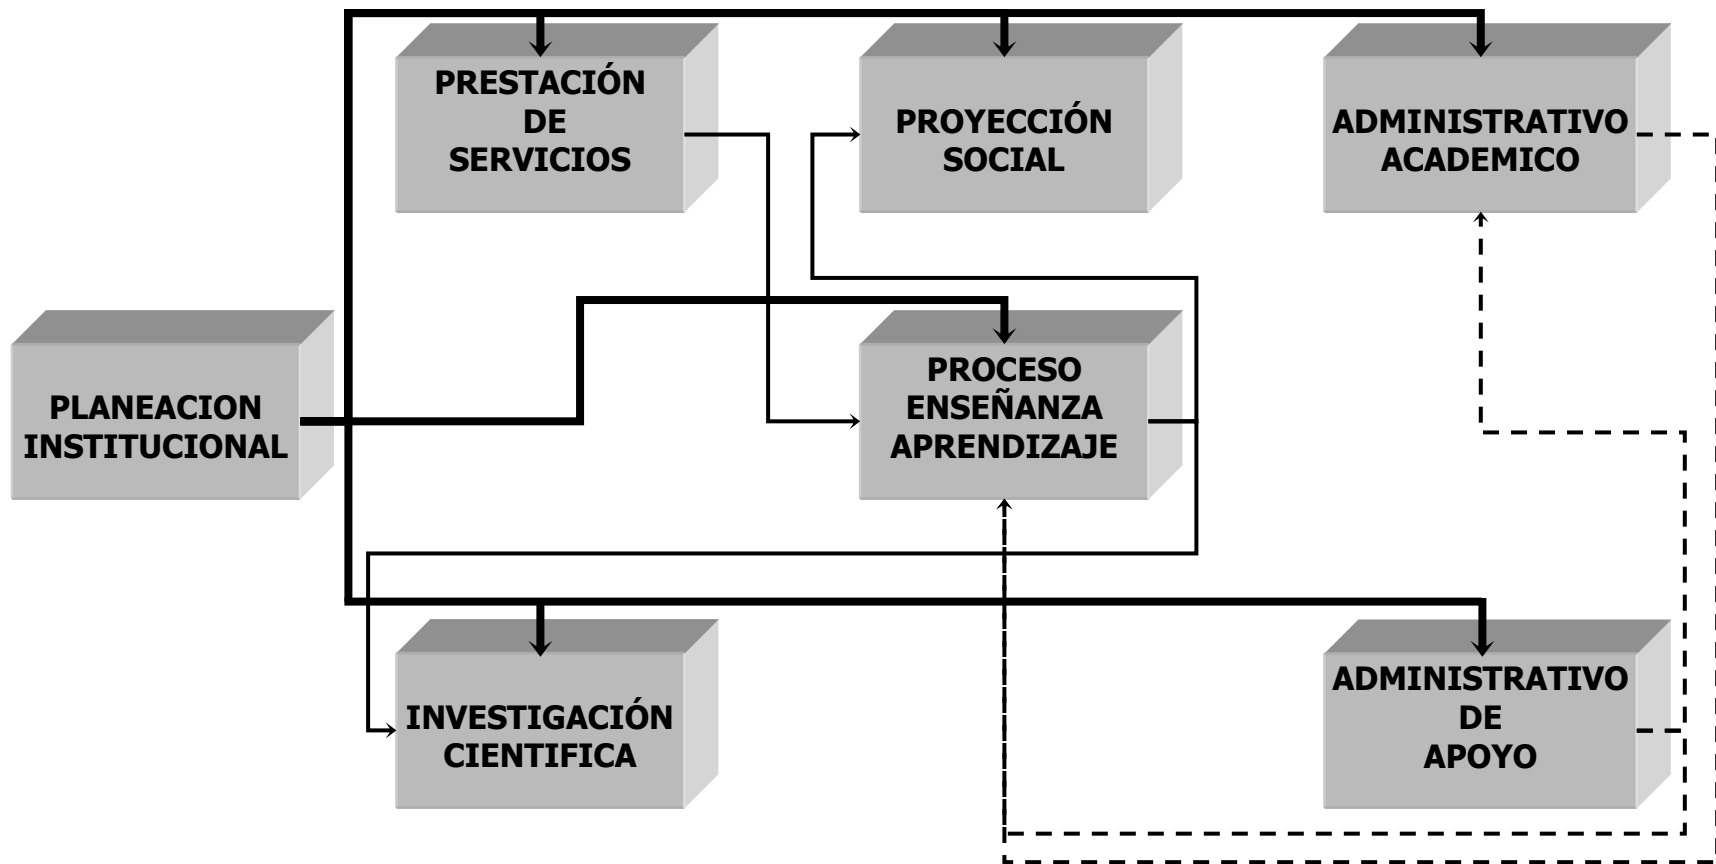 PRESTACIÓN
DE
SERVICIOS
PROYECCIÓN
SOCIAL
ADMINISTRATIVO
ACADEMICO
PLANEACION
INSTITUCIONAL
PROCESO
ENSEÑANZA
APRENDIZAJE
INVESTIGACIÓN
CIENTIFICA
ADMINISTRATIVO
DE
APOYO